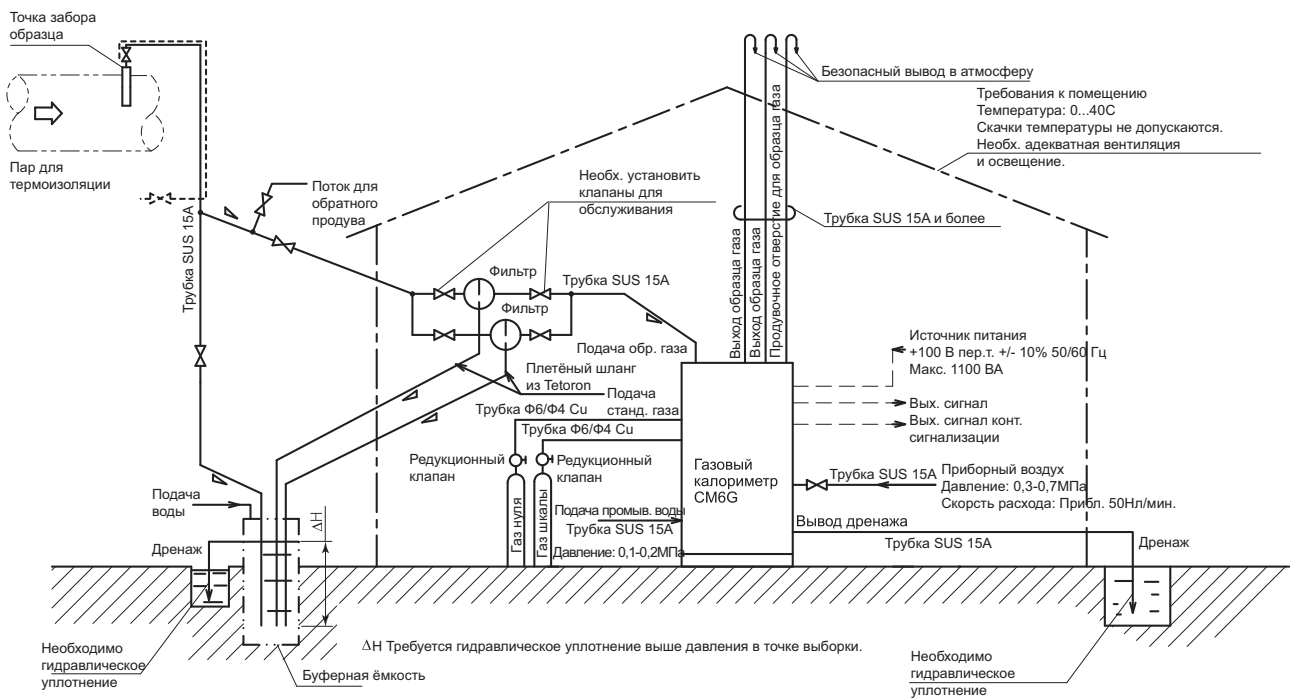 Точка забора
образца
Пар для
термоизоляции
Трубка SUS 15A
Поток для
обратного
продува
Необх. установить
клапаны для
обслуживания
Фильтр
Фильтр
Трубка SUS 15A
Безопасный вывод в атмосферу
Требования к помещению
Температура: 0...40C
Скачки температуры не допускаются.
Необх. адекватная вентиляция
и освещение.
Выход образца газа
Выход образца газа
Продувочное отверстие для образца газа
Трубка SUS 15A и более
Подача обр. газа
Плетёный шланг
из Tetoron
Подача
станд. газа
Трубка Ф6/Ф4 Cu
Трубка Ф6/Ф4 Cu
Редукционный
клапан
Редукционный
клапан
Газ нуля
Газ шкалы
Подача промыв. воды
Трубка SUS 15A
Давление: 0,1-0,2МПа
Газовый
калориметр
CM6G
Источник питания
+100 В пер.т. +/- 10% 50/60 Гц
Макс. 1100 ВА
Вых. сигнал
Вых. сигнал конт.
сигнализации
Трубка SUS 15A
Приборный воздух
Давление: 0,3-0,7МПа
Скорсть расхода: Прибл. 50Нл/мин.
Вывод дренажа
Трубка SUS 15A
Дренаж
Подача
воды
Дренаж
ΔH
Необходимо
гидравлическое
уплотнение
Буферная ёмкость
ΔH Требуется гидравлическое уплотнение выше давления в точке выборки.
Необходимо
гидравлическое
уплотнение